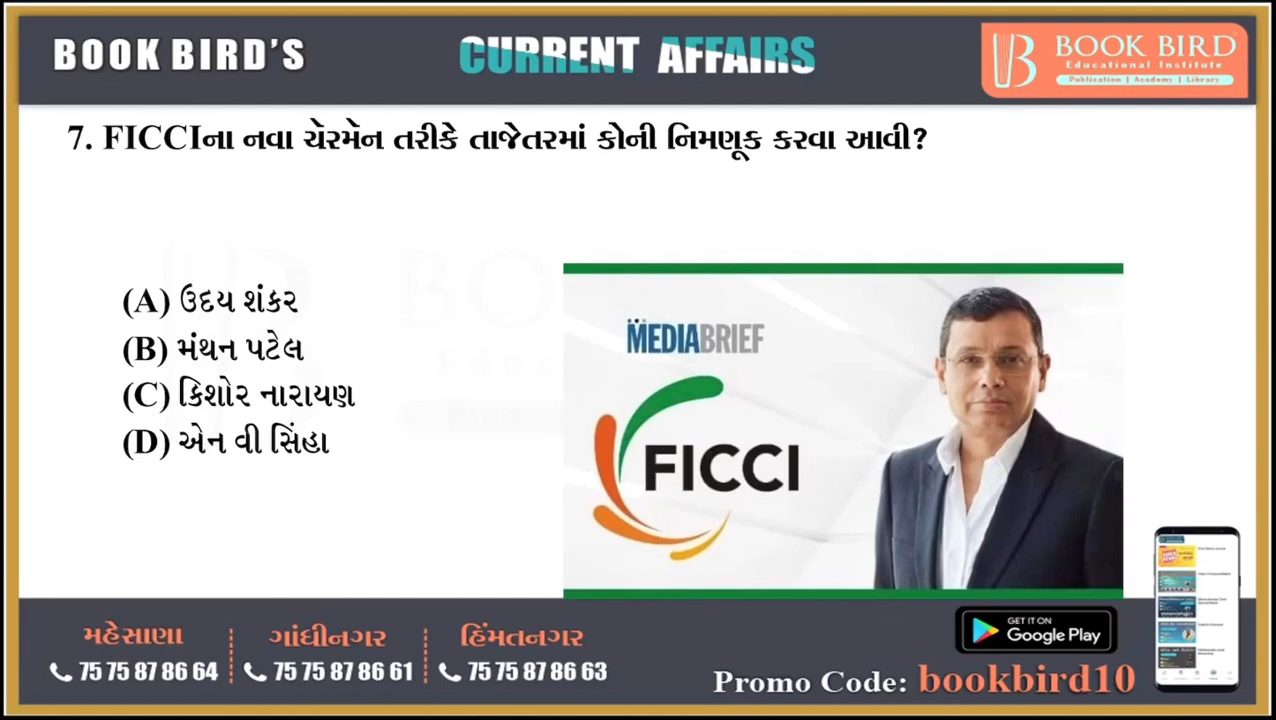 BOOK BIRD'S
CURRENT AFFAIRS
BOOK BIRD
Educational Institute
Publication | Academy | Library
7. FICCIના નવા ચેરમેન તરીકે તાજેતરમાં કોની નિમણૂક કરવા આવી?
(A) ઉદય શંકર
(B) મંથન પટેલ
(C) કિશોર નારાયણ
(D) એન વી સિંહા
MEDIABRIEF
FICCI
મહેસાણા
75 75 87 86 64
ગાંધીનગર
75 75 87 86 61
હિંમતનગર
75 75 87 86 63
GET IT ON
Google Play
Promo Code: bookbird10